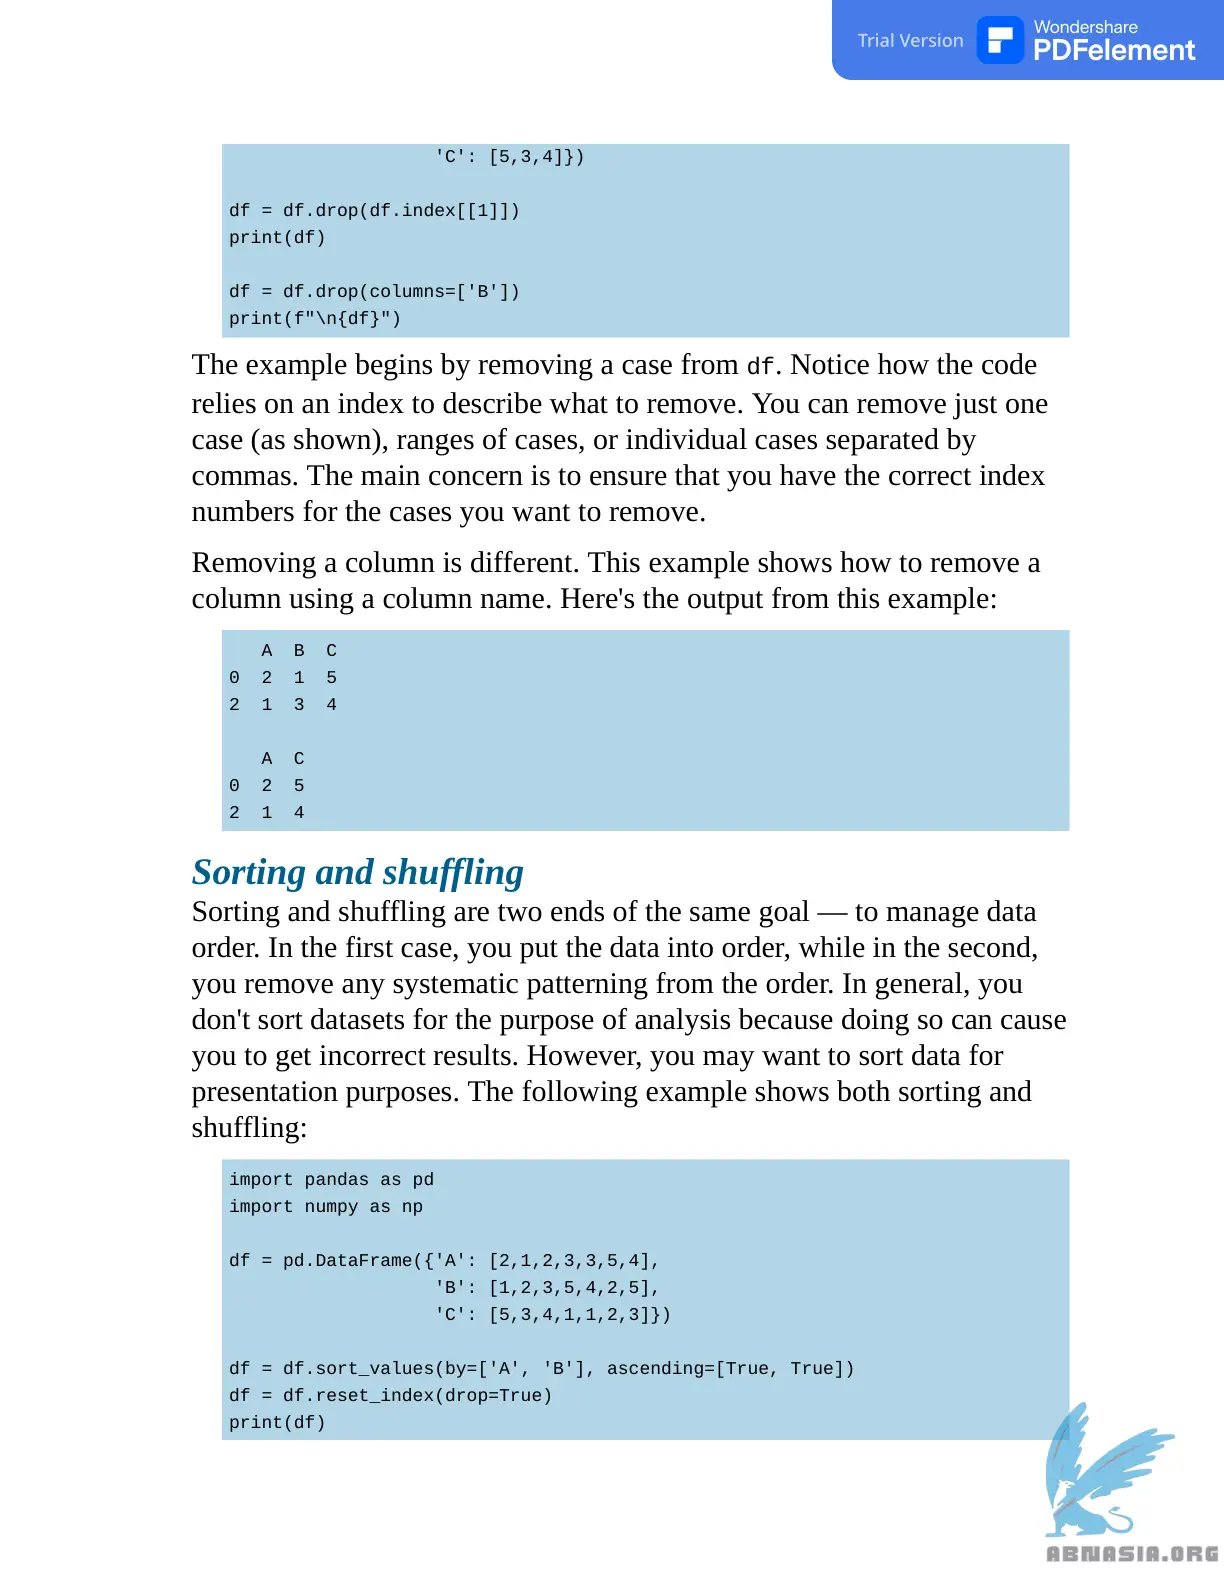 Trial Version
Wondershare
PDFelement
'C': [5,3,4]})
df = df.drop(df.index[[1]])
print(df)
df = df.drop(columns=['B'])
print(f"\n{df}")
The example begins by removing a case from df. Notice how the code
relies on an index to describe what to remove. You can remove just one
case (as shown), ranges of cases, or individual cases separated by
commas. The main concern is to ensure that you have the correct index
numbers for the cases you want to remove.
Removing a column is different. This example shows how to remove a
column using a column name. Here's the output from this example:
A B C
0 2 1 5
2 1 3 4
A C
0 2 5
2 1 4
Sorting and shuffling
Sorting and shuffling are two ends of the same goal — to manage data
order. In the first case, you put the data into order, while in the second,
you remove any systematic patterning from the order. In general, you
don't sort datasets for the purpose of analysis because doing so can cause
you to get incorrect results. However, you may want to sort data for
presentation purposes. The following example shows both sorting and
shuffling:
import pandas as pd
import numpy as np
df = pd.DataFrame({'A': [2,1,2,3,3,5,4],
'B': [1,2,3,5,4,2,5],
'C': [5,3,4,1,1,2,3]})
df = df.sort_values(by=['A', 'B'], ascending=[True, True])
df = df.reset_index(drop=True)
print(df)
ABNASIA.ORG